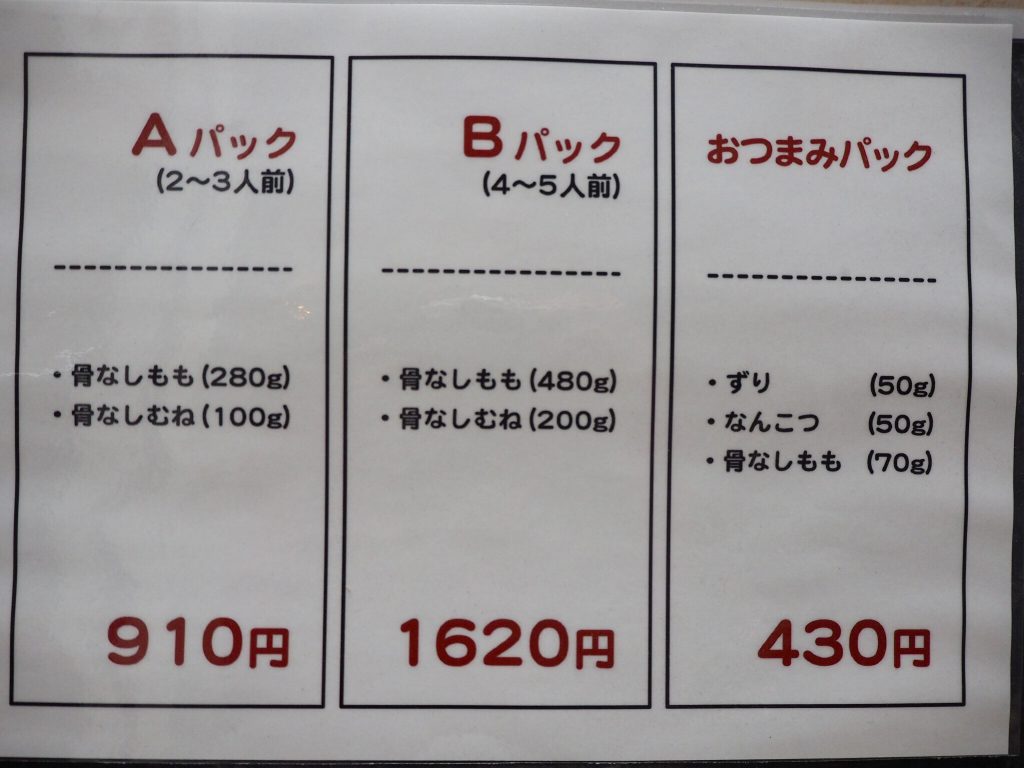 A パック
(2〜3人前)
・骨なしもも(280g)
・骨なしむね(100g)
910円
B パック
(4〜5人前)
・骨なしもも(480g)
・骨なしむね(200g)
1620円
おつまみパック
・ずり (50g)
・なんこつ (50g)
・骨なしもも (70g)
430円